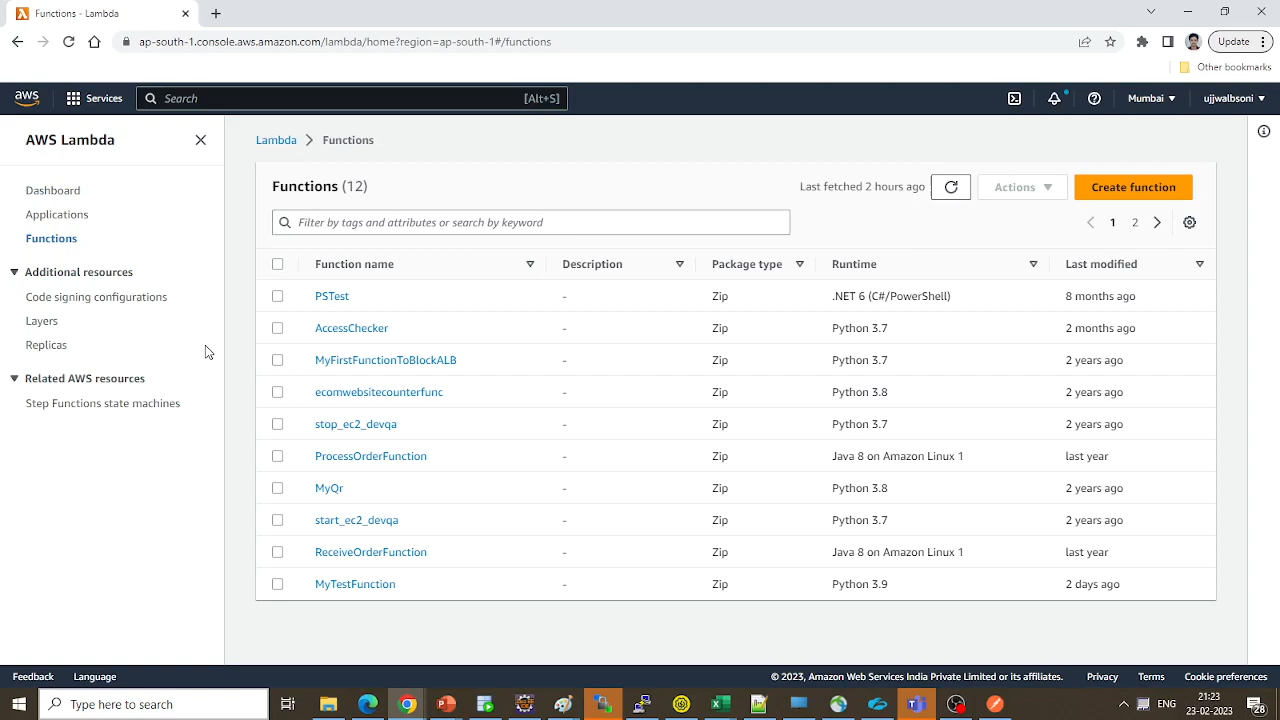 Functions - Lambda
ap-south-1.console.aws.amazon.com/lambda/home?region=ap-south-1#/functions
Update
Other bookmarks
aws Services Search [Alt+S] Mumbai ujjwalbsoni
AWS Lambda
Dashboard
Applications
Functions
Additional resources
Code signing configurations
Layers
Replicas
Related AWS resources
Step Functions state machines
Lambda > Functions
Functions (12) Last fetched 2 hours ago Actions Create function
Filter by tags and attributes or search by keyword 1 2
Function name Description Package type Runtime Last modified
PSTest - Zip .NET 6 (C#/PowerShell) 8 months ago
AccessChecker - Zip Python 3.7 2 months ago
MyFirstFunctionToBlockALB - Zip Python 3.7 2 years ago
ecomwebsitecounterfunc - Zip Python 3.8 2 years ago
stop_ec2_devqa - Zip Python 3.7 2 years ago
ProcessOrderFunction - Zip Java 8 on Amazon Linux 1 last year
MyQr - Zip Python 3.8 2 years ago
start_ec2_devqa - Zip Python 3.7 2 years ago
ReceiveOrderFunction - Zip Java 8 on Amazon Linux 1 last year
MyTestFunction - Zip Python 3.9 2 days ago
Feedback Language © 2023, Amazon Web Services India Private Limited or its affiliates. Privacy Terms Cookie preferences
Type here to search ENG 21:23
23-02-2023 28